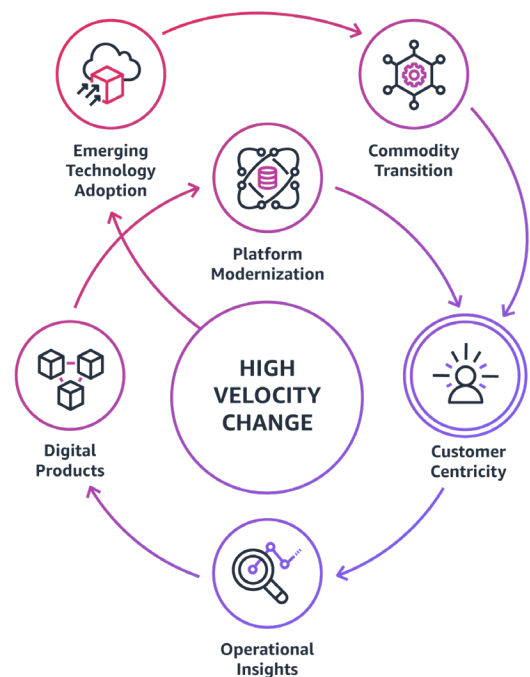 Emerging
Technology
Adoption
Commodity
Transition
Platform
Modernization
HIGH
VELOCITY
CHANGE
Digital
Products
Customer
Centricity
Operational
Insights